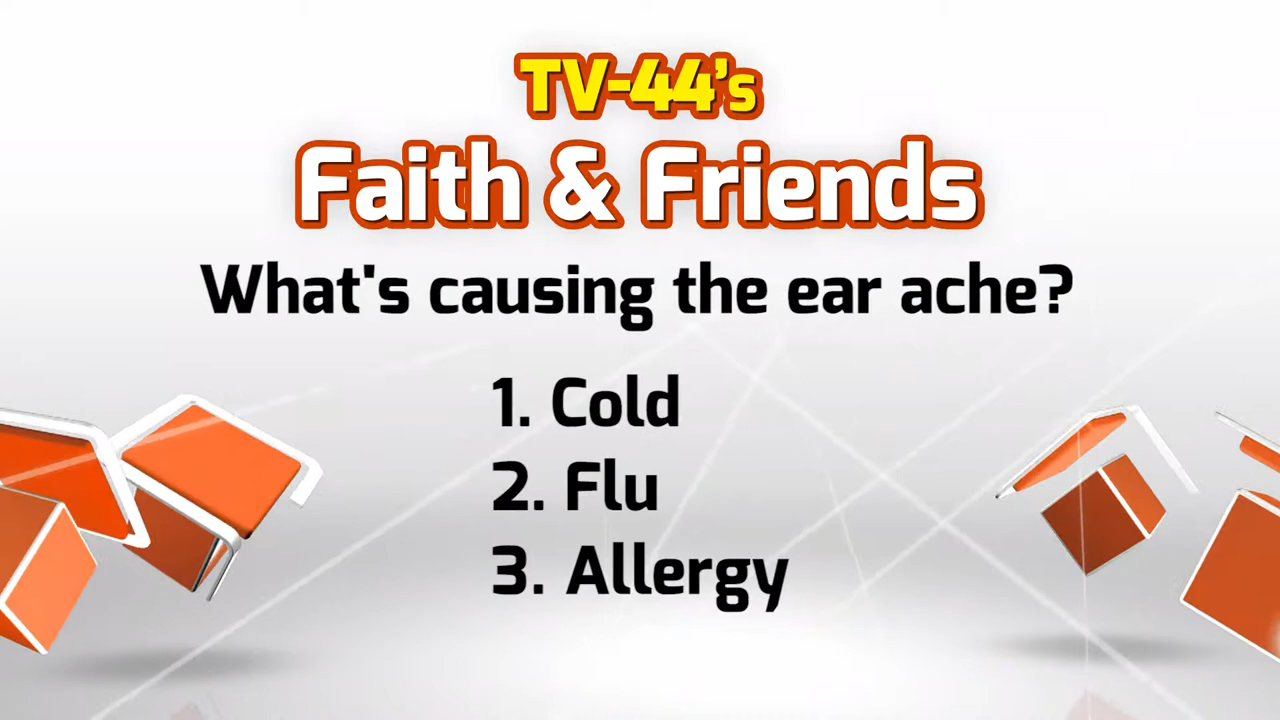 TV-44’s
Faith & Friends
What's causing the ear ache?
1. Cold
2. Flu
3. Allergy